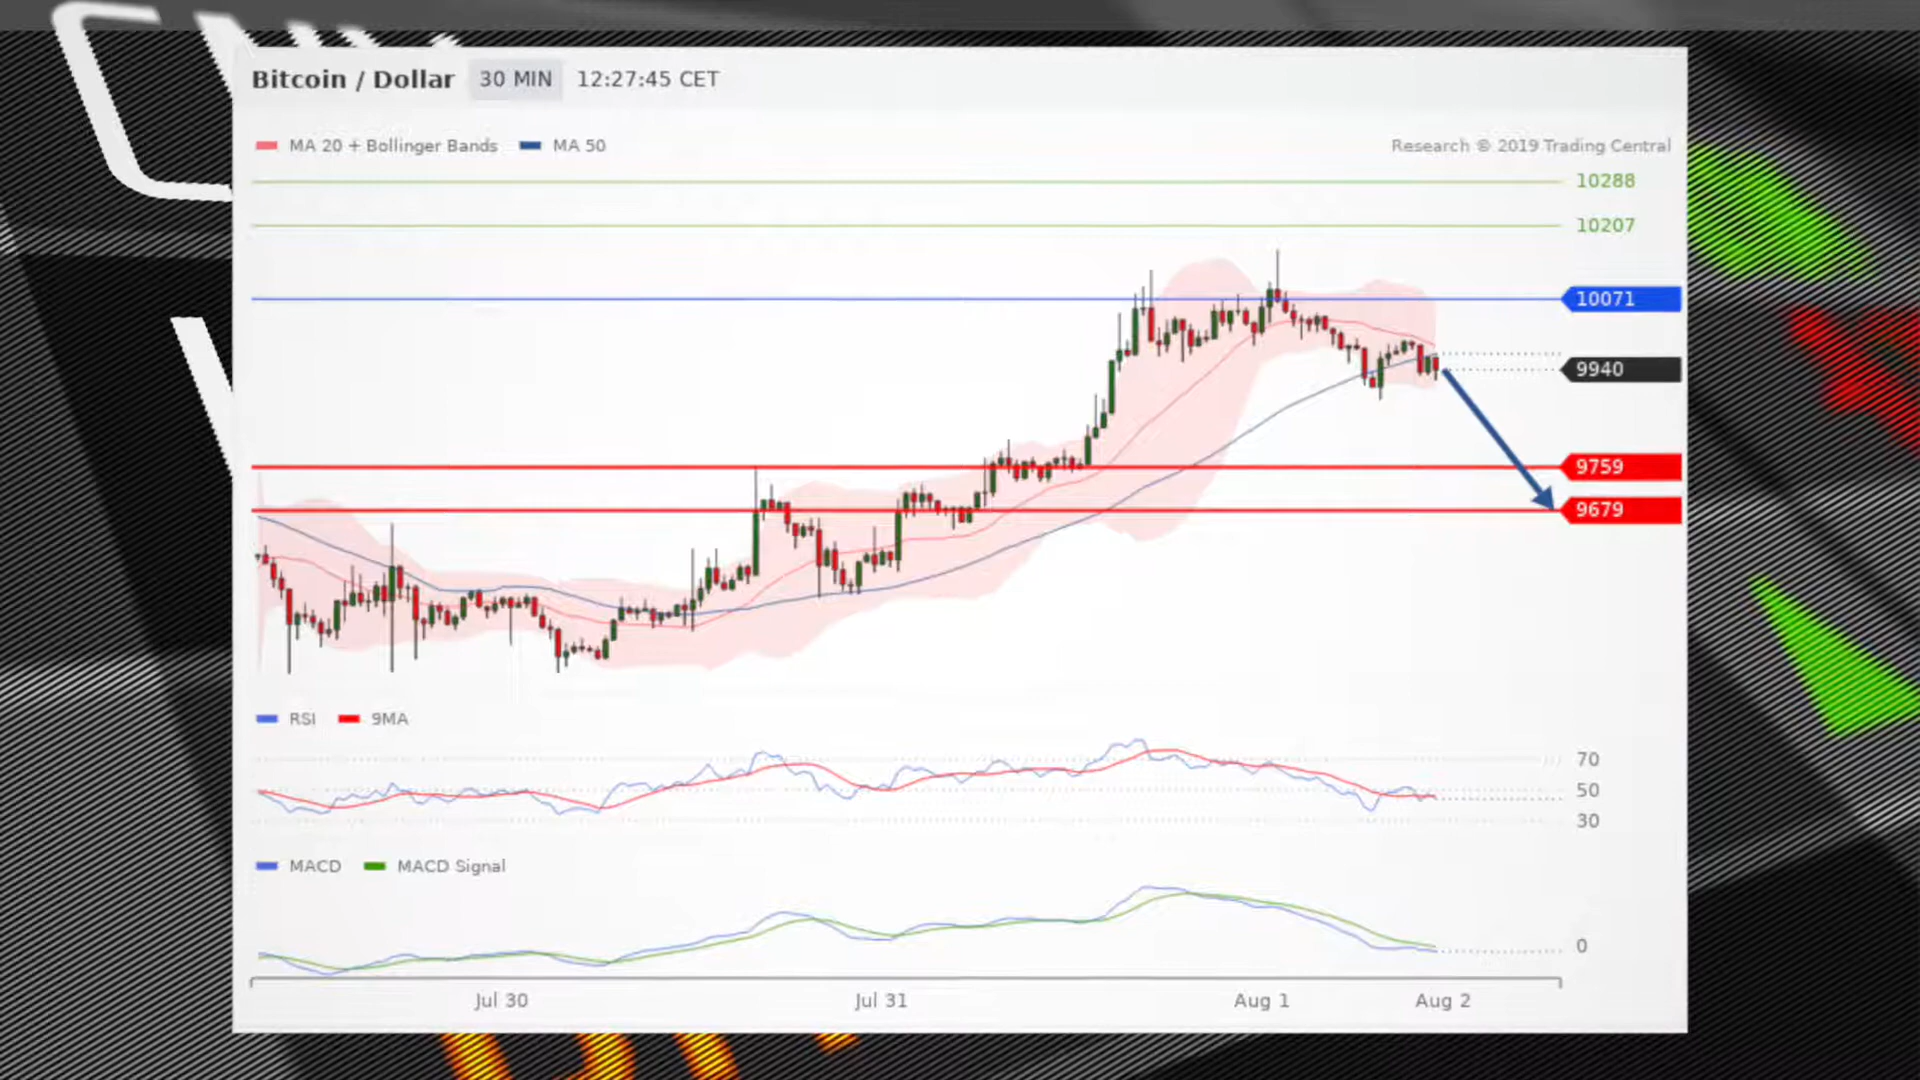 Bitcoin / Dollar 30 MIN 12:27:45 CET
MA 20 + Bollinger Bands MA 50 Research © 2019 Trading Central
10288
10207
10071
9940
9759
9679
RSI 9MA
70
50
30
MACD MACD Signal
0
Jul 30 Jul 31 Aug 1 Aug 2